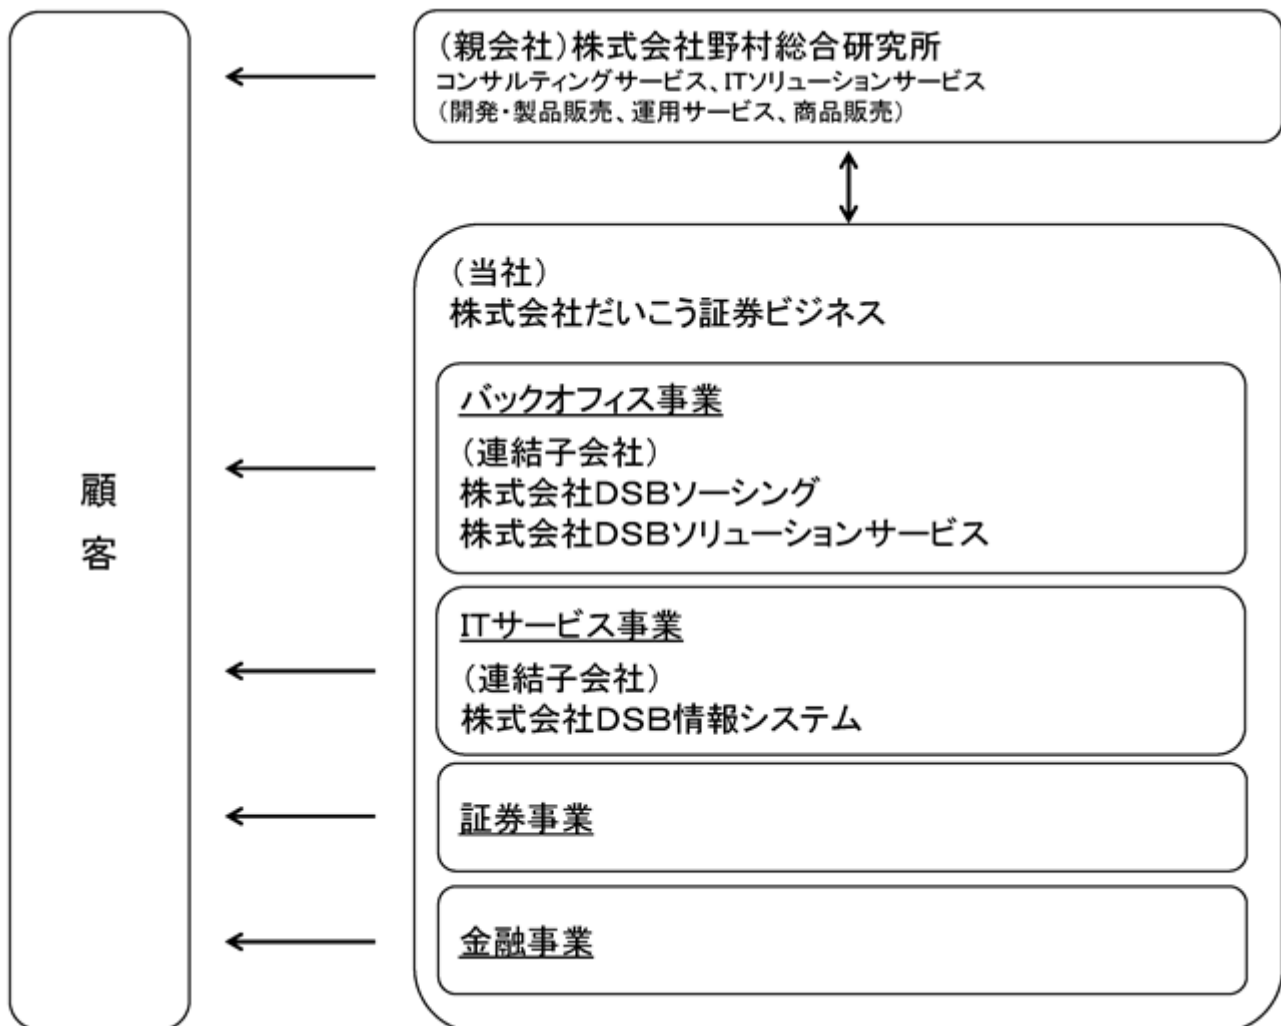 (親会社)株式会社野村総合研究所
コンサルティングサービス、ITソリューションサービス
(開発・製品販売、運用サービス、商品販売)
(当社)
株式会社だいこう証券ビジネス
バックオフィス事業
(連結子会社)
株式会社DSBソーシング
株式会社DSBソリューションサービス
ITサービス事業
(連結子会社)
株式会社DSB情報システム
証券事業
金融事業
顧
客